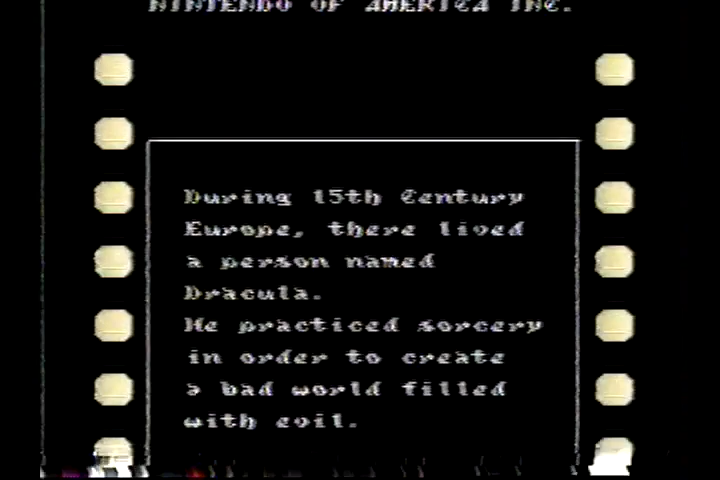 NINTENDO OF AMERICA INC.
During 15th Century
Europe, there lived
a person named
Dracula.
He practiced sorcery
in order to create
a bad world filled
with evil.